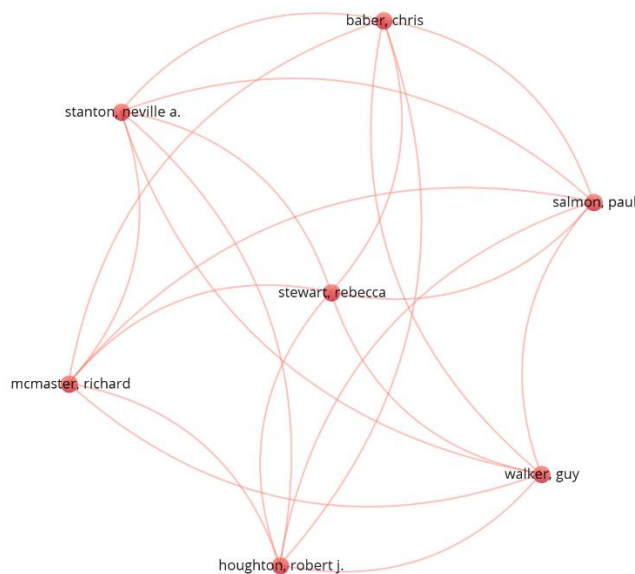 baber, chris
stanton, neville a.
salmon, paul
stewart, rebecca
mcmaster, richard
walker, guy
houghton, robert j.